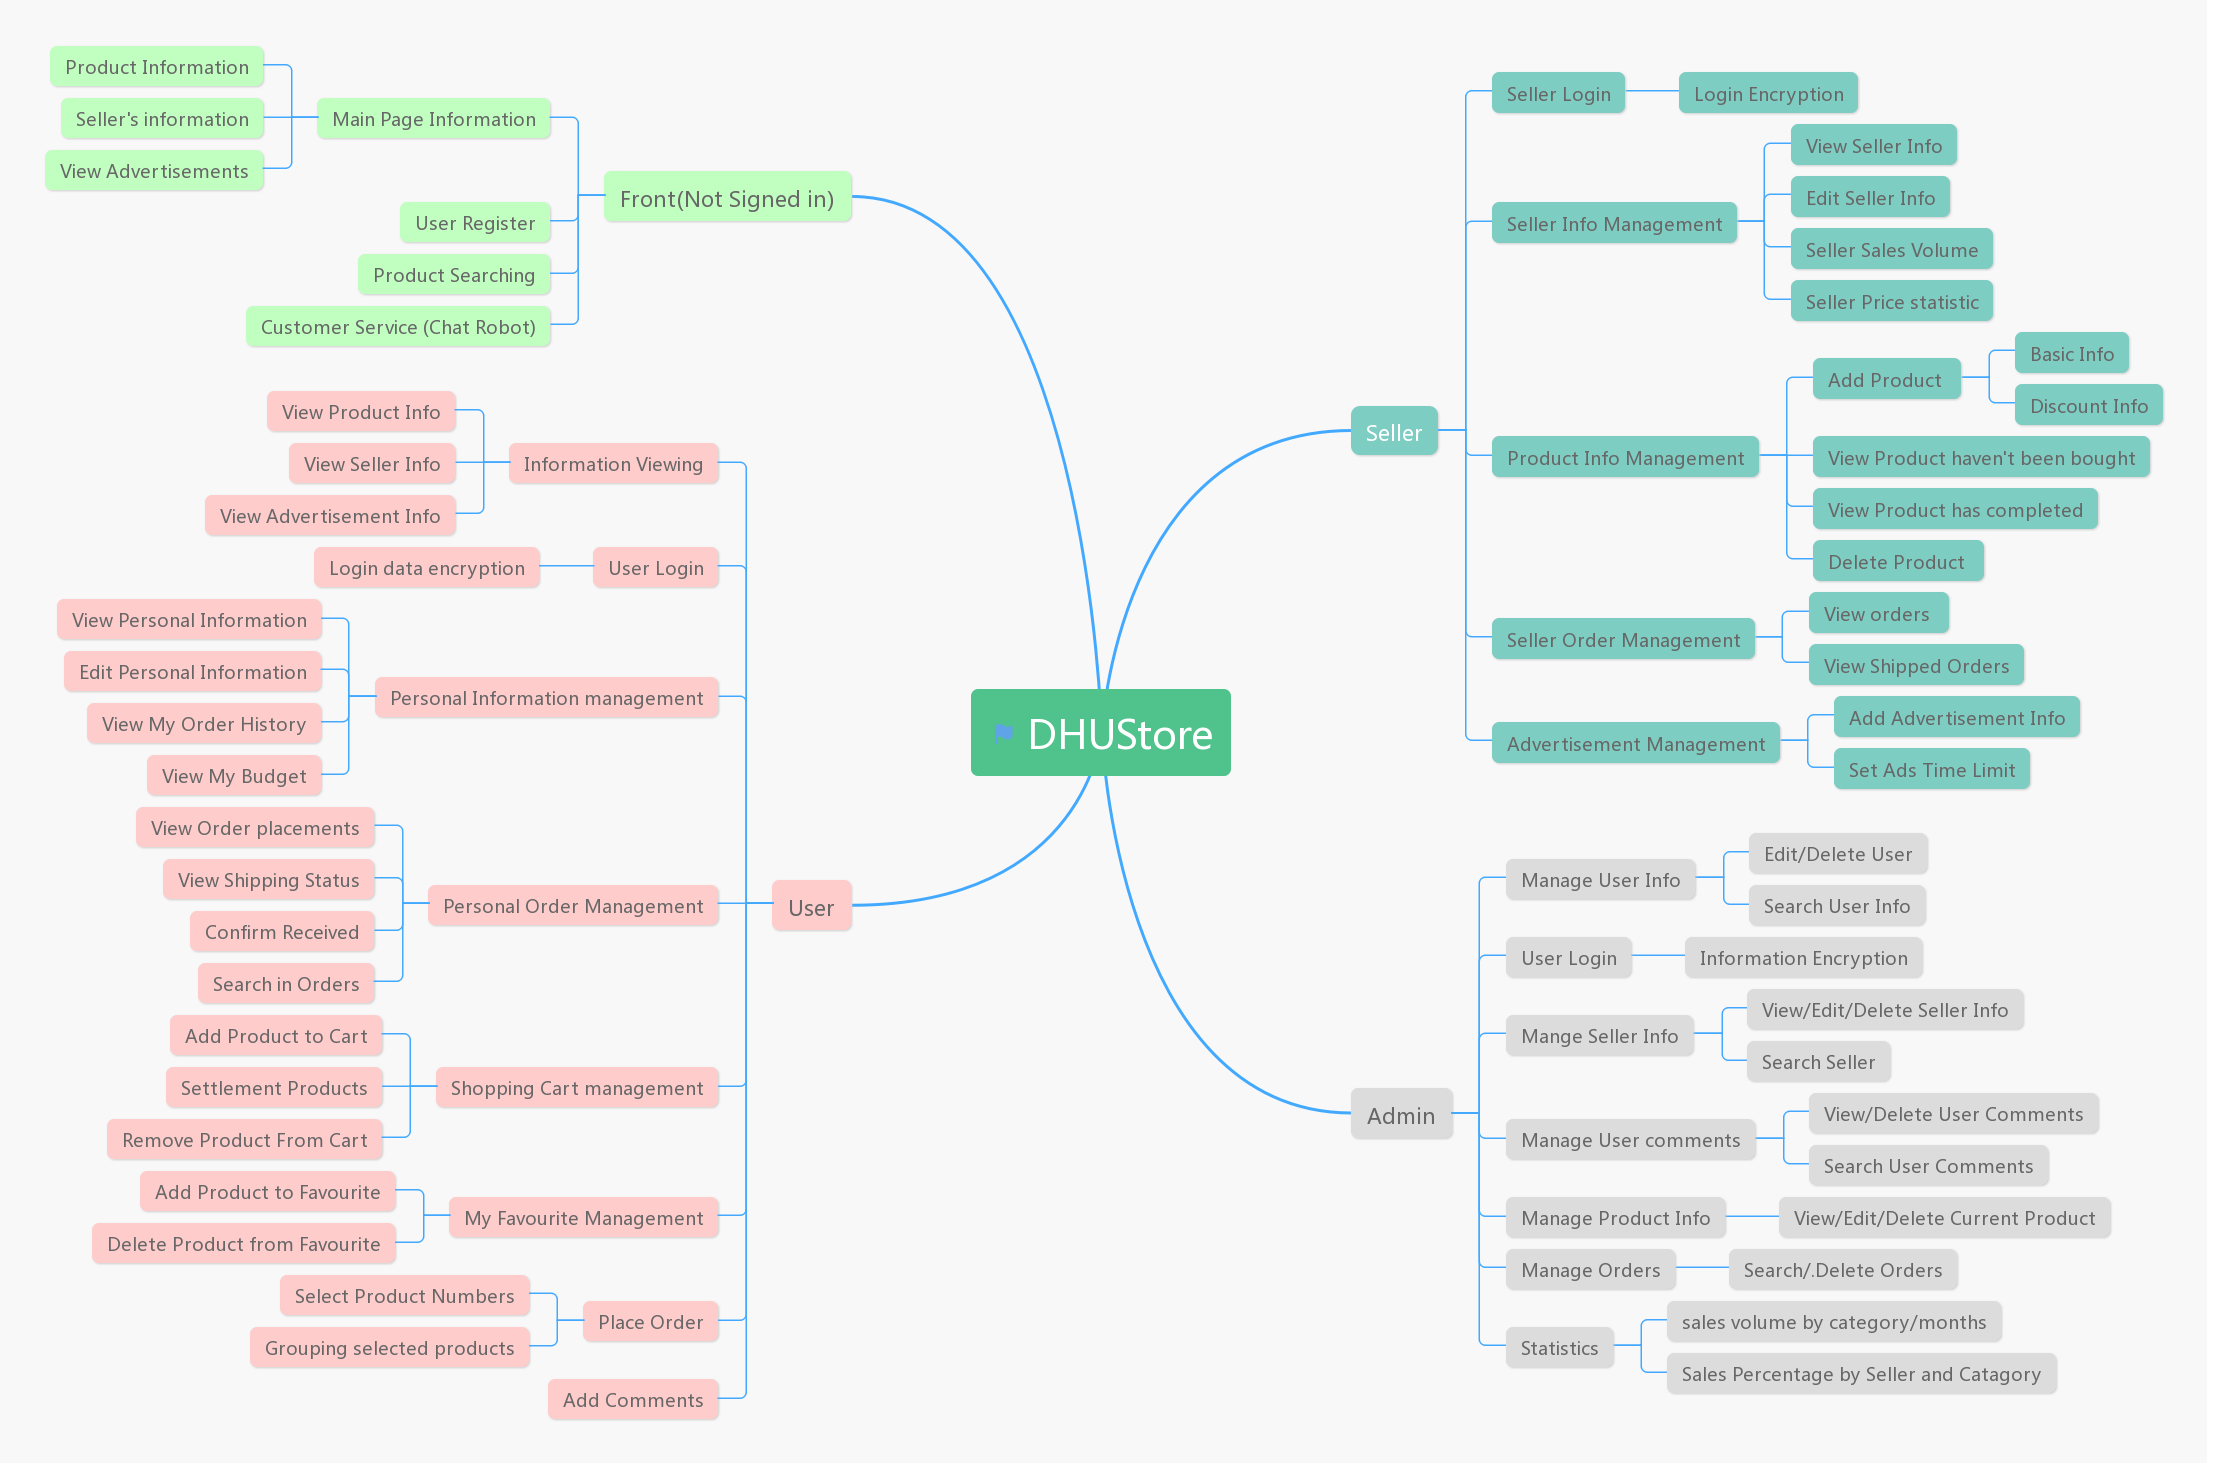 DHUStore
Front(Not Signed in)
Main Page Information
Product Information
Seller's information
View Advertisements
User Register
Product Searching
Customer Service (Chat Robot)
User
Information Viewing
View Product Info
View Seller Info
View Advertisement Info
User Login
Login data encryption
Personal Information management
View Personal Information
Edit Personal Information
View My Order History
View My Budget
Personal Order Management
View Order placements
View Shipping Status
Confirm Received
Search in Orders
Shopping Cart management
Add Product to Cart
Settlement Products
Remove Product From Cart
My Favourite Management
Add Product to Favourite
Delete Product from Favourite
Place Order
Select Product Numbers
Grouping selected products
Add Comments
Seller
Seller Login
Login Encryption
Seller Info Management
View Seller Info
Edit Seller Info
Seller Sales Volume
Seller Price statistic
Product Info Management
Add Product
Basic Info
Discount Info
View Product haven't been bought
View Product has completed
Delete Product
Seller Order Management
View orders
View Shipped Orders
Advertisement Management
Add Advertisement Info
Set Ads Time Limit
Admin
Manage User Info
Edit/Delete User
Search User Info
User Login
Information Encryption
Mange Seller Info
View/Edit/Delete Seller Info
Search Seller
Manage User comments
View/Delete User Comments
Search User Comments
Manage Product Info
View/Edit/Delete Current Product
Manage Orders
Search/.Delete Orders
Statistics
sales volume by category/months
Sales Percentage by Seller and Catagory